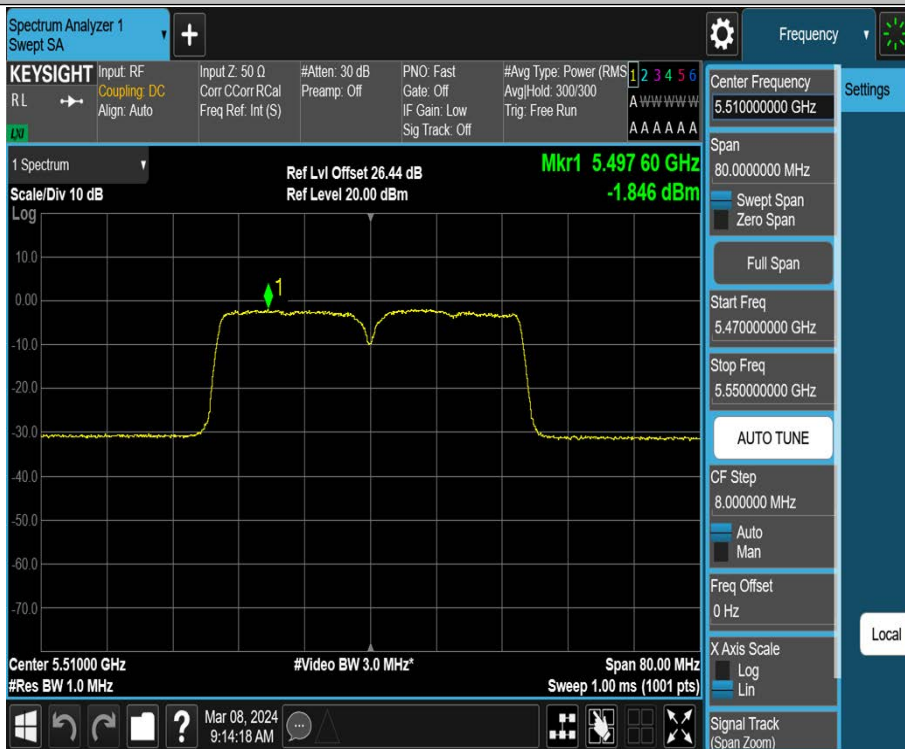 Spectrum Analyzer 1
Swept SA
Frequency
KEYSIGHT
RL
LXI
Input: RF
Coupling: DC
Align: Auto
Input Z: 50 Ω
Corr CCorr RCal
Freq Ref: Int (S)
#Atten: 30 dB
Preamp: Off
PNO: Fast
Gate: Off
IF Gain: Low
Sig Track: Off
#Avg Type: Power (RMS
Avg|Hold: 300/300
Trig: Free Run
1 2 3 4 5 6
A W W W W W
A A A A A A
1 Spectrum
Scale/Div 10 dB
Log
Ref Lvl Offset 26.44 dB
Ref Level 20.00 dBm
Mkr1 5.497 60 GHz
-1.846 dBm
10.0
0.00
-10.0
-20.0
-30.0
-40.0
-50.0
-60.0
-70.0
1
Center 5.51000 GHz
#Res BW 1.0 MHz
#Video BW 3.0 MHz*
Span 80.00 MHz
Sweep 1.00 ms (1001 pts)
Mar 08, 2024
9:14:18 AM
Center Frequency
5.510000000 GHz
Span
80.0000000 MHz
Swept Span
Zero Span
Full Span
Start Freq
5.470000000 GHz
Stop Freq
5.550000000 GHz
AUTO TUNE
CF Step
8.000000 MHz
Auto
Man
Freq Offset
0 Hz
X Axis Scale
Log
Lin
Signal Track
(Span Zoom)
Settings
Local